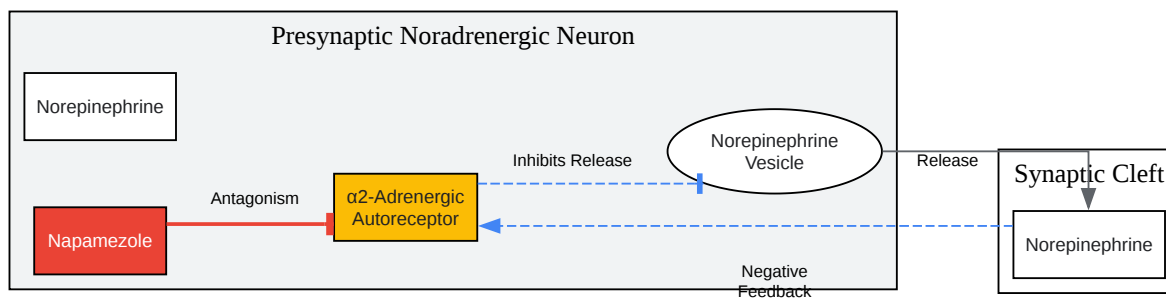 Presynaptic Noradrenergic Neuron
Norepinephrine
Norepinephrine
Vesicle
Inhibits Release
Release
Synaptic Cleft
Antagonism
α2-Adrenergic
Autoreceptor
Napamezole
Norepinephrine
Negative
Feedback